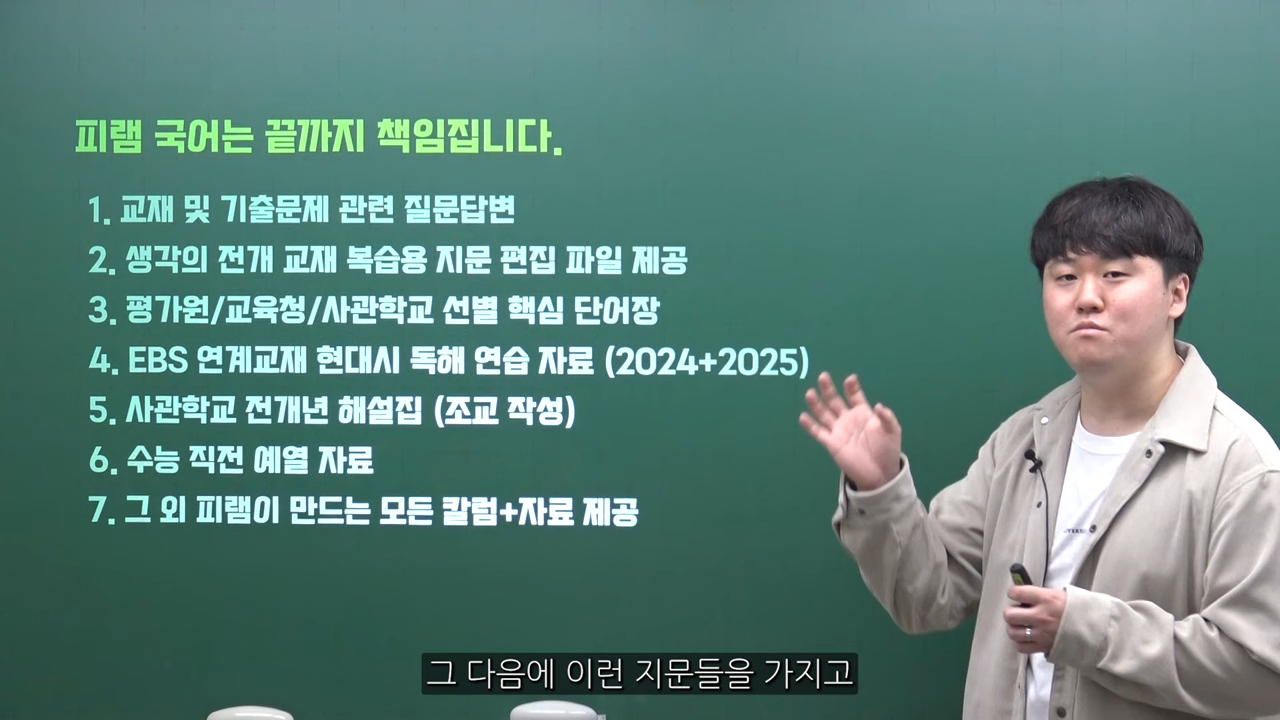 피램 국어는 끝까지 책임집니다.
1. 교재 및 기출문제 관련 질문답변
2. 생각의 전개 교재 복습용 지문 편집 파일 제공
3. 평가원/교육청/사관학교 선별 핵심 단어장
4. EBS 연계교재 현대시 독해 연습 자료 (2024+2025)
5. 사관학교 전개년 해설집 (조교 작성)
6. 수능 직전 예열 자료
7. 그 외 피램이 만드는 모든 칼럼+자료 제공
그 다음에 이런 지문들을 가지고